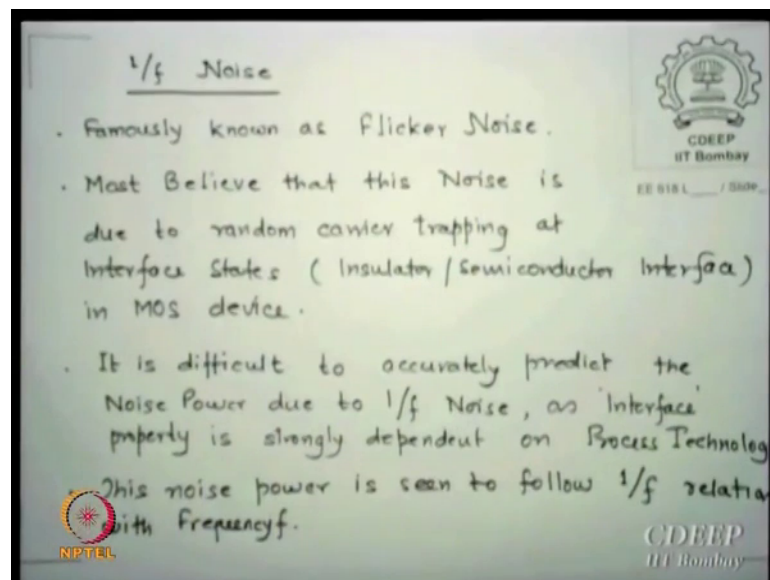 1/f Noise
. Famously known as Flicker Noise.
. Most Believe that this Noise is
due to random carrier trapping at
Interface States ( Insulator / Semiconductor Interface )
in MOS device.
. It is difficult to accurately predict the
Noise Power due to 1/f Noise, as 'Interface'
property is strongly dependent on Process Technolog
This noise power is seen to follow 1/f relatio
with Frequency f.
CDEEP
IIT Bombay
EE 618 L ___ / Slide_
NPTEL
CDEEP
IIT Bombay